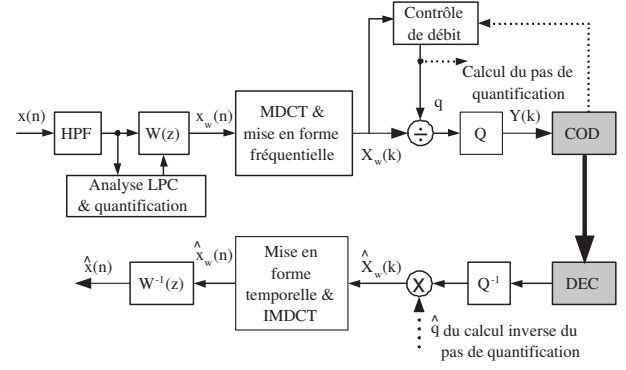 Contrôle
de débit
Calcul du pas de
quantification
x(n)
HPF
W(z)
x_w(n)
MDCT &
mise en forme
fréquentielle
X_w(k)
q
÷
Q
Y(k)
COD
Analyse LPC
& quantification
x̂(n)
W⁻¹(z)
x̂_w(n)
Mise en
forme
temporelle &
IMDCT
X̂_w(k)
X
Q⁻¹
DEC
q̂ du calcul inverse du
pas de quantification